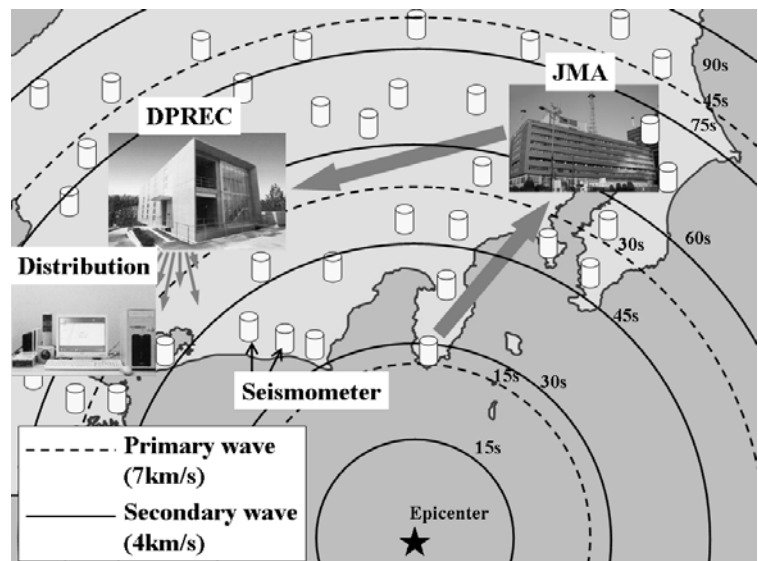 JMA
90s
DPREC
45s
75s
Distribution
30s
60s
45s
Seismometer
15s
30s
15s
Primary wave
(7km/s)
Secondary wave
(4km/s)
Epicenter